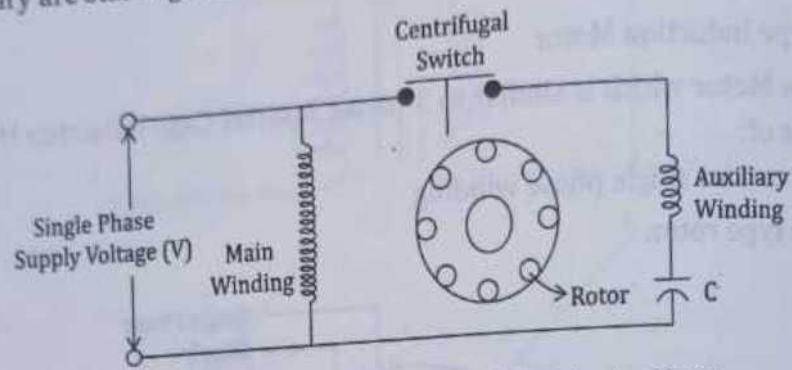 Centrifugal
Switch
Single Phase
Supply Voltage (V)
Main
Winding
Auxiliary
Winding
Rotor
C